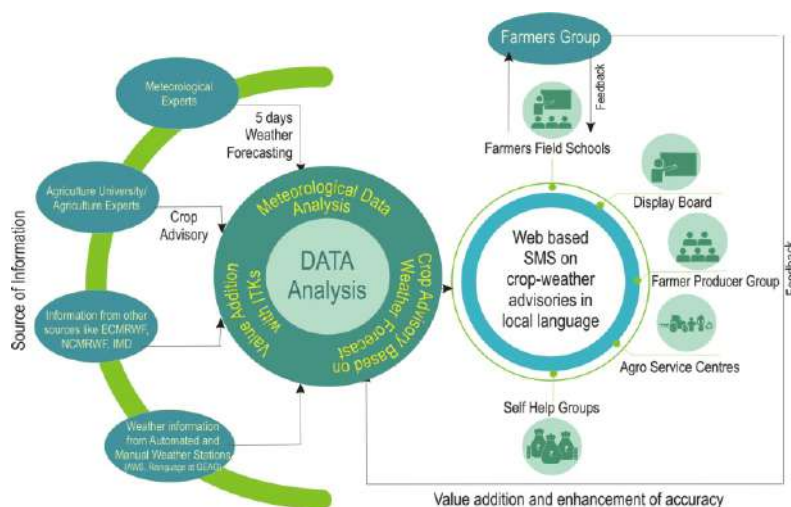 Farmers Group
Feedback
Farmers Field Schools
Meteorological
Experts
5 days
Weather
Forecasting
Agriculture University/
Agriculture Experts
Crop
Advisory
Source of Information
Information from other
sources like ECMRWF,
NCMRWF, IMD
Weather information
from Automated and
Manual Weather Stations
Meteorological Data
Analysis
Value Addition
with ITKs
Crop Advisory Based on
Weather Forecast
DATA
Analysis
Web based
SMS on
crop-weather
advisories in
local language
Display Board
Farmer Producer Group
Agro Service Centres
Self Help Groups
Feedback
Value addition and enhancement of accuracy